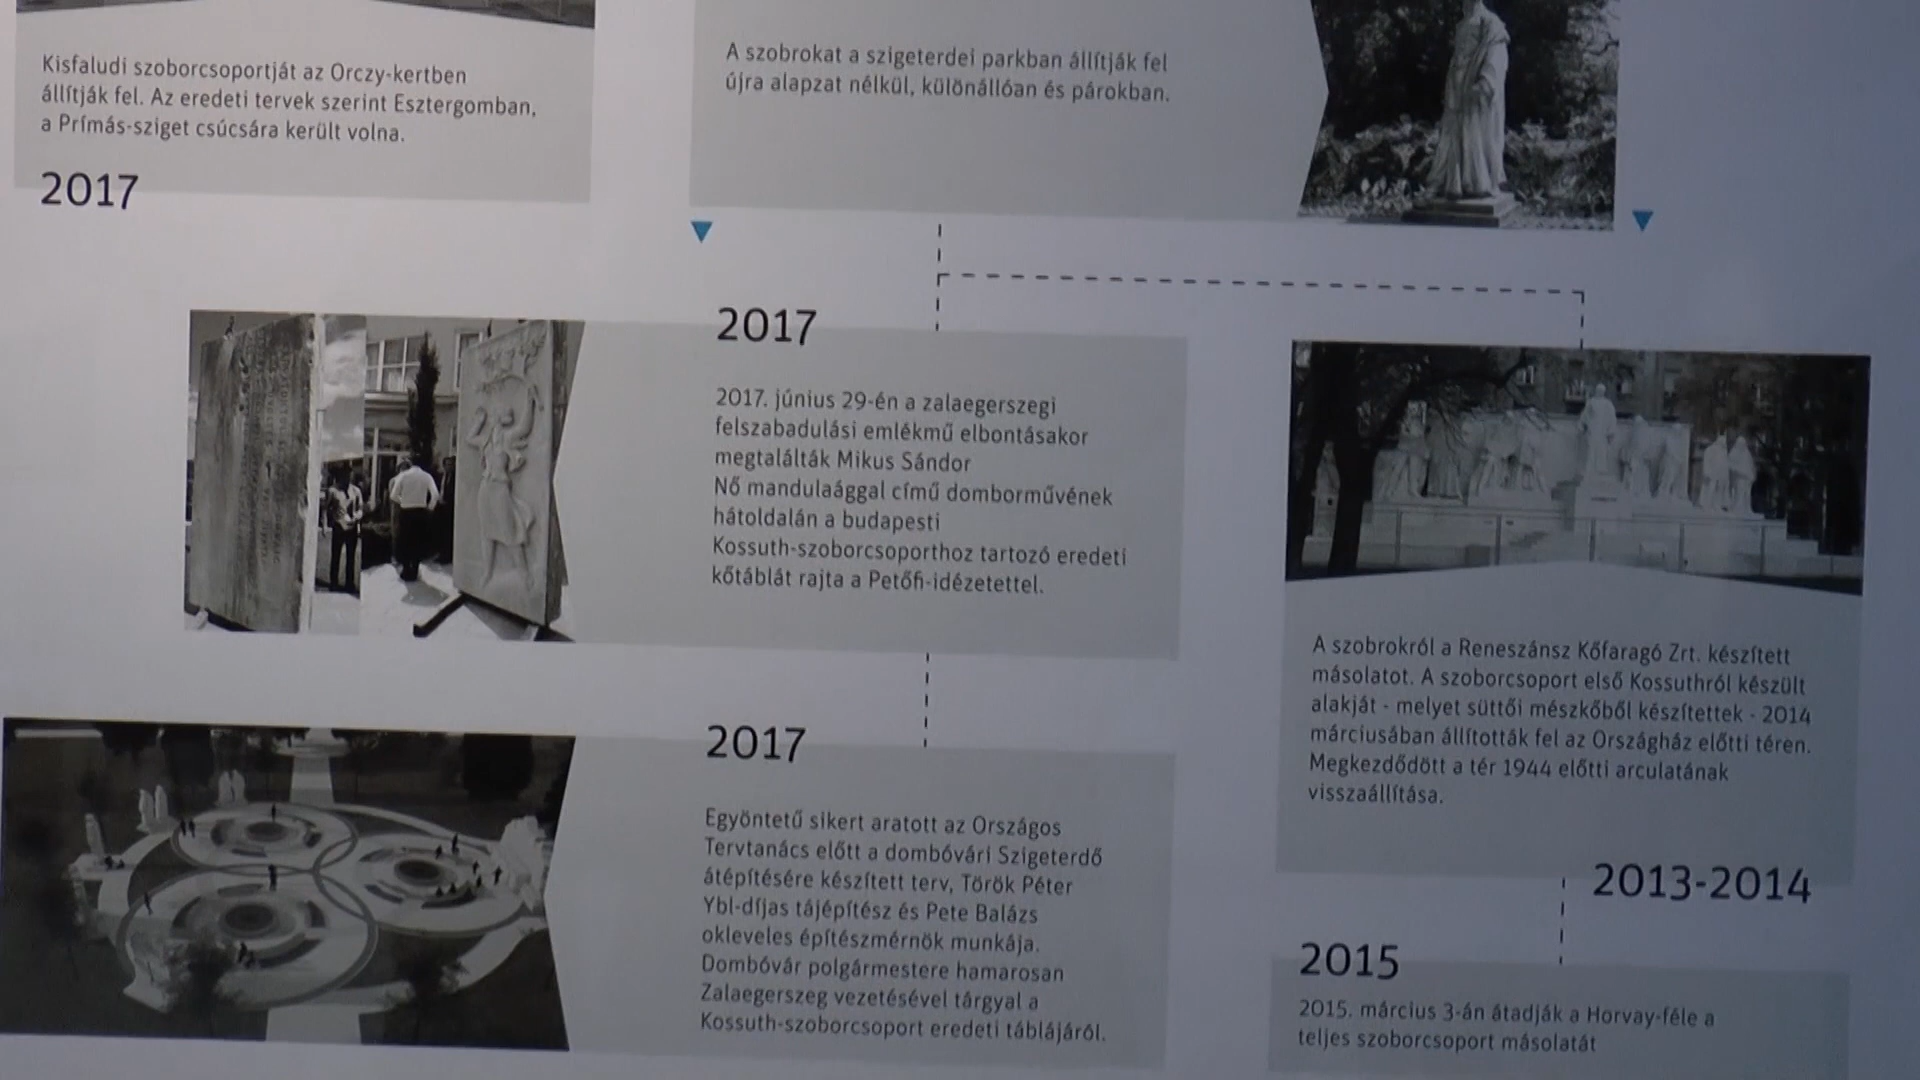 Kisfaludi szoborcsoportját az Orczy-kertben
állítják fel. Az eredeti tervek szerint Esztergomban,
a Prímás-sziget csúcsára került volna.
2017
A szobrokat a szigeterdei parkban állítják fel
újra alapzat nélkül, különállóan és párokban.
2017
2017. június 29-én a zalaegerszegi
felszabadulási emlékmű elbontásakor
megtalálták Mikus Sándor
Nő mandulaággal című domborművének
hátoldalán a budapesti
Kossuth-szoborcsoporthoz tartozó eredeti
kőtáblát rajta a Petőfi-idézetettel.
2017
Egyöntetű sikert aratott az Országos
Tervtanács előtt a dombóvári Szigeterdő
átépítésére készített terv, Török Péter
Ybl-díjas tájépítész és Pete Balázs
okleveles építészmérnök munkája.
Dombóvár polgármestere hamarosan
Zalaegerszeg vezetésével tárgyal a
Kossuth-szoborcsoport eredeti táblájáról.
A szobrokról a Reneszánsz Kőfaragó Zrt. készített
másolatot. A szoborcsoport első Kossuthról készült
alakját - melyet süttői mészkőből készítettek - 2014
márciusában állították fel az Országház előtti téren.
Megkezdődött a tér 1944 előtti arculatának
visszaállítása.
2013-2014
2015
2015. március 3-án átadják a Horvay-féle a
teljes szoborcsoport másolatát